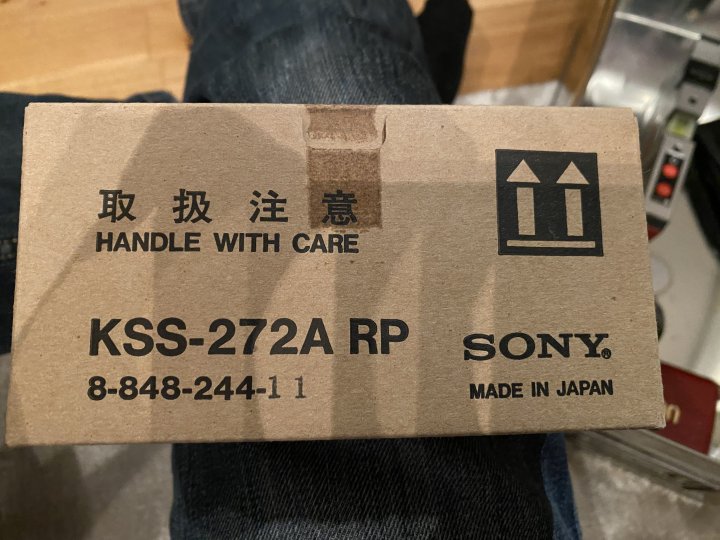 取扱注意
HANDLE WITH CARE
KSS-272A RP
8-848-244-11
SONY®
MADE IN JAPAN